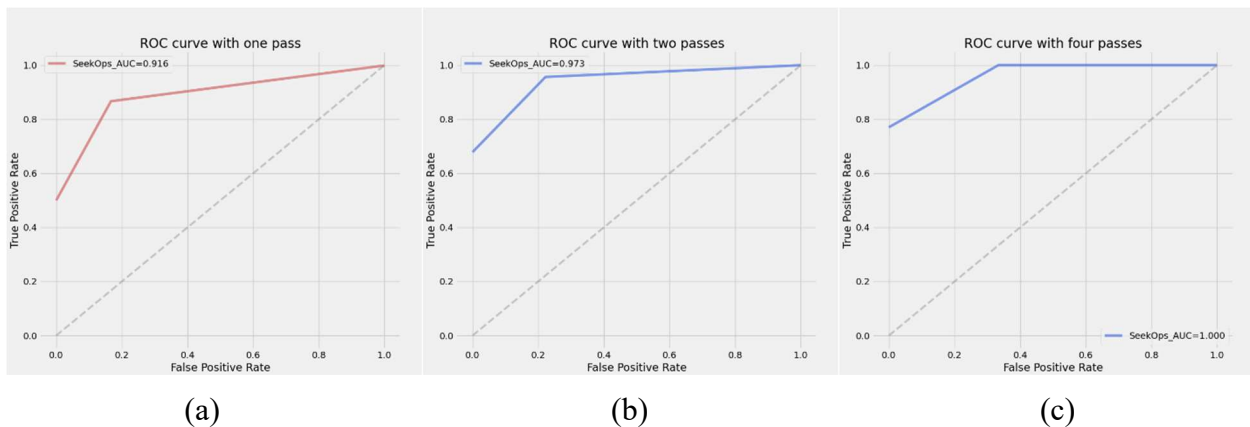 ROC curve with one pass
SeekOps_AUC=0.916
1.0
0.8
0.6
0.4
0.2
0.0
True Positive Rate
0.0 0.2 0.4 0.6 0.8 1.0
False Positive Rate
(a)
ROC curve with two passes
SeekOps_AUC=0.973
1.0
0.8
0.6
0.4
0.2
0.0
True Positive Rate
0.0 0.2 0.4 0.6 0.8 1.0
False Positive Rate
(b)
ROC curve with four passes
1.0
0.8
0.6
0.4
0.2
0.0
True Positive Rate
SeekOps_AUC=1.000
0.0 0.2 0.4 0.6 0.8 1.0
False Positive Rate
(c)